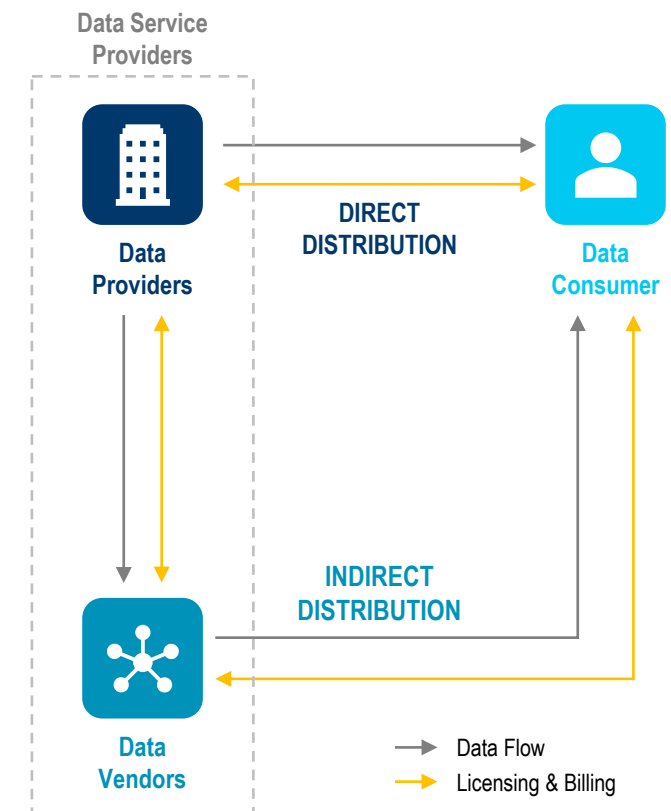 Data Service
Providers
DIRECT
DISTRIBUTION
Data
Providers
Data
Consumer
INDIRECT
DISTRIBUTION
Data
Vendors
Data Flow
Licensing & Billing